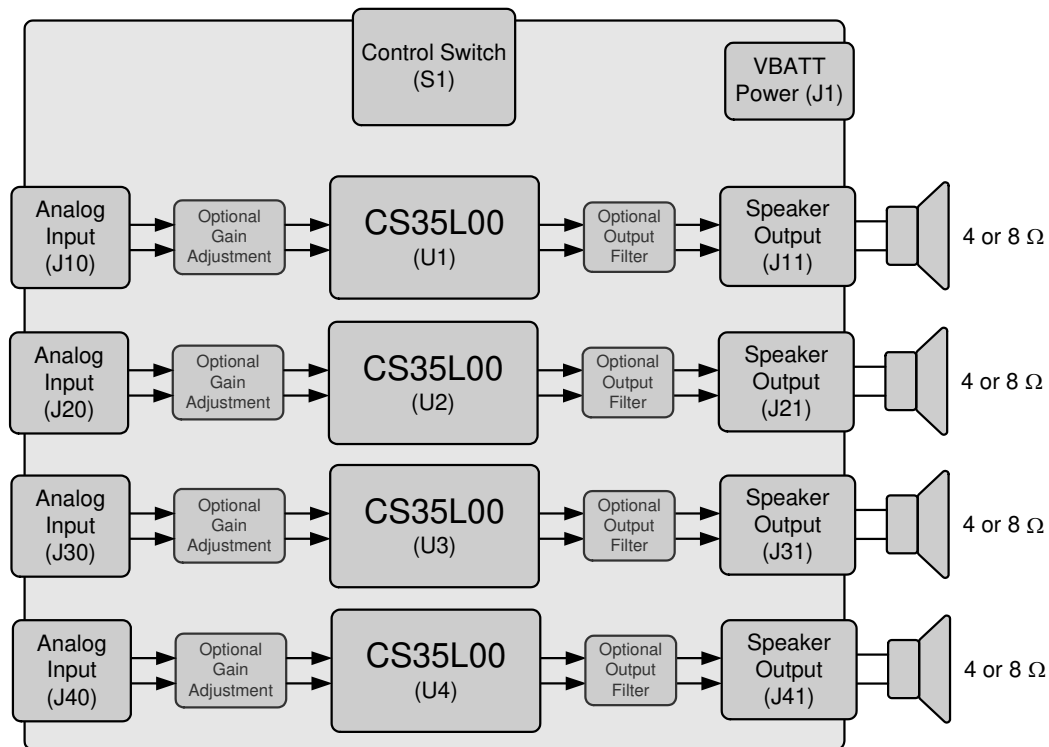 Control Switch
(S1)
VBATT
Power (J1)
Analog
Input
(J10)
Optional
Gain
Adjustment
CS35L00
(U1)
Optional
Output
Filter
Speaker
Output
(J11)
4 or 8 Ω
Analog
Input
(J20)
Optional
Gain
Adjustment
CS35L00
(U2)
Optional
Output
Filter
Speaker
Output
(J21)
4 or 8 Ω
Analog
Input
(J30)
Optional
Gain
Adjustment
CS35L00
(U3)
Optional
Output
Filter
Speaker
Output
(J31)
4 or 8 Ω
Analog
Input
(J40)
Optional
Gain
Adjustment
CS35L00
(U4)
Optional
Output
Filter
Speaker
Output
(J41)
4 or 8 Ω